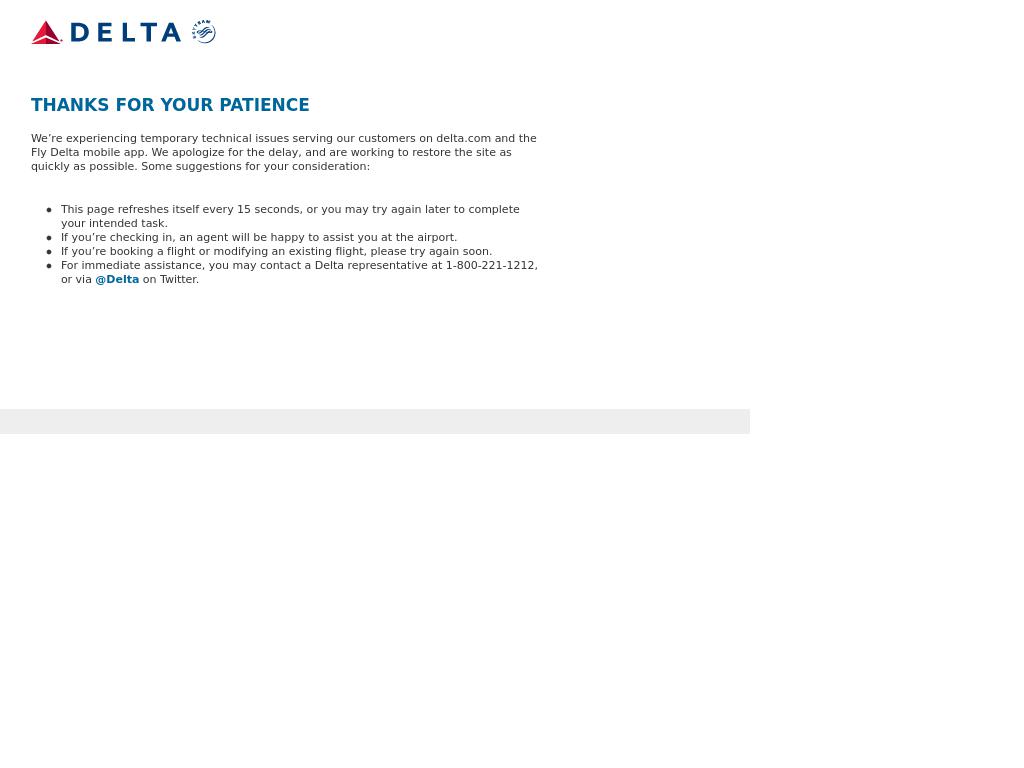 DELTA
THANKS FOR YOUR PATIENCE
We’re experiencing temporary technical issues serving our customers on delta.com and the
Fly Delta mobile app. We apologize for the delay, and are working to restore the site as
quickly as possible. Some suggestions for your consideration:
• This page refreshes itself every 15 seconds, or you may try again later to complete
your intended task.
• If you’re checking in, an agent will be happy to assist you at the airport.
• If you’re booking a flight or modifying an existing flight, please try again soon.
• For immediate assistance, you may contact a Delta representative at 1-800-221-1212,
or via @Delta on Twitter.